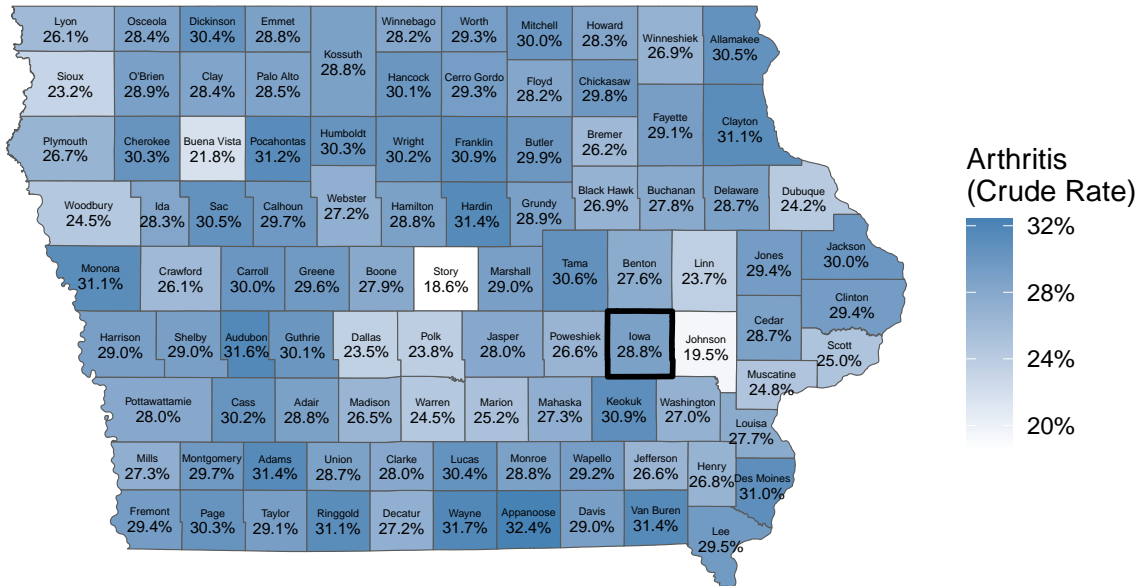 Lyon
26.1%
Osceola
28.4%
Dickinson
30.4%
Emmet
28.8%
Kossuth
28.8%
Winnebago
28.2%
Worth
29.3%
Mitchell
30.0%
Howard
28.3%
Winneshiek
26.9%
Allamakee
30.5%
Sioux
23.2%
O'Brien
28.9%
Clay
28.4%
Palo Alto
28.5%
Hancock
30.1%
Cerro Gordo
29.3%
Floyd
28.2%
Chickasaw
29.8%
Fayette
29.1%
Clayton
31.1%
Plymouth
26.7%
Cherokee
30.3%
Buena Vista
21.8%
Pocahontas
31.2%
Humboldt
30.3%
Wright
30.2%
Franklin
30.9%
Butler
29.9%
Bremer
26.2%
Woodbury
24.5%
Ida
28.3%
Sac
30.5%
Calhoun
29.7%
Webster
27.2%
Hamilton
28.8%
Hardin
31.4%
Grundy
28.9%
Black Hawk
26.9%
Buchanan
27.8%
Delaware
28.7%
Dubuque
24.2%
Monona
31.1%
Crawford
26.1%
Carroll
30.0%
Greene
29.6%
Boone
27.9%
Story
18.6%
Marshall
29.0%
Tama
30.6%
Benton
27.6%
Linn
23.7%
Jones
29.4%
Jackson
30.0%
Clinton
29.4%
Harrison
29.0%
Shelby
29.0%
Audubon
31.6%
Guthrie
30.1%
Dallas
23.5%
Polk
23.8%
Jasper
28.0%
Poweshiek
26.6%
Iowa
28.8%
Johnson
19.5%
Cedar
28.7%
Scott
25.0%
Muscatine
24.8%
Pottawattamie
28.0%
Cass
30.2%
Adair
28.8%
Madison
26.5%
Warren
24.5%
Marion
25.2%
Mahaska
27.3%
Keokuk
30.9%
Washington
27.0%
Louisa
27.7%
Mills
27.3%
Montgomery
29.7%
Adams
31.4%
Union
28.7%
Clarke
28.0%
Lucas
30.4%
Monroe
28.8%
Wapello
29.2%
Jefferson
26.6%
Henry
26.8%
Des Moines
31.0%
Fremont
29.4%
Page
30.3%
Taylor
29.1%
Ringgold
31.1%
Decatur
27.2%
Wayne
31.7%
Appanoose
32.4%
Davis
29.0%
Van Buren
31.4%
Lee
29.5%
Arthritis
(Crude Rate)
32%
28%
24%
20%